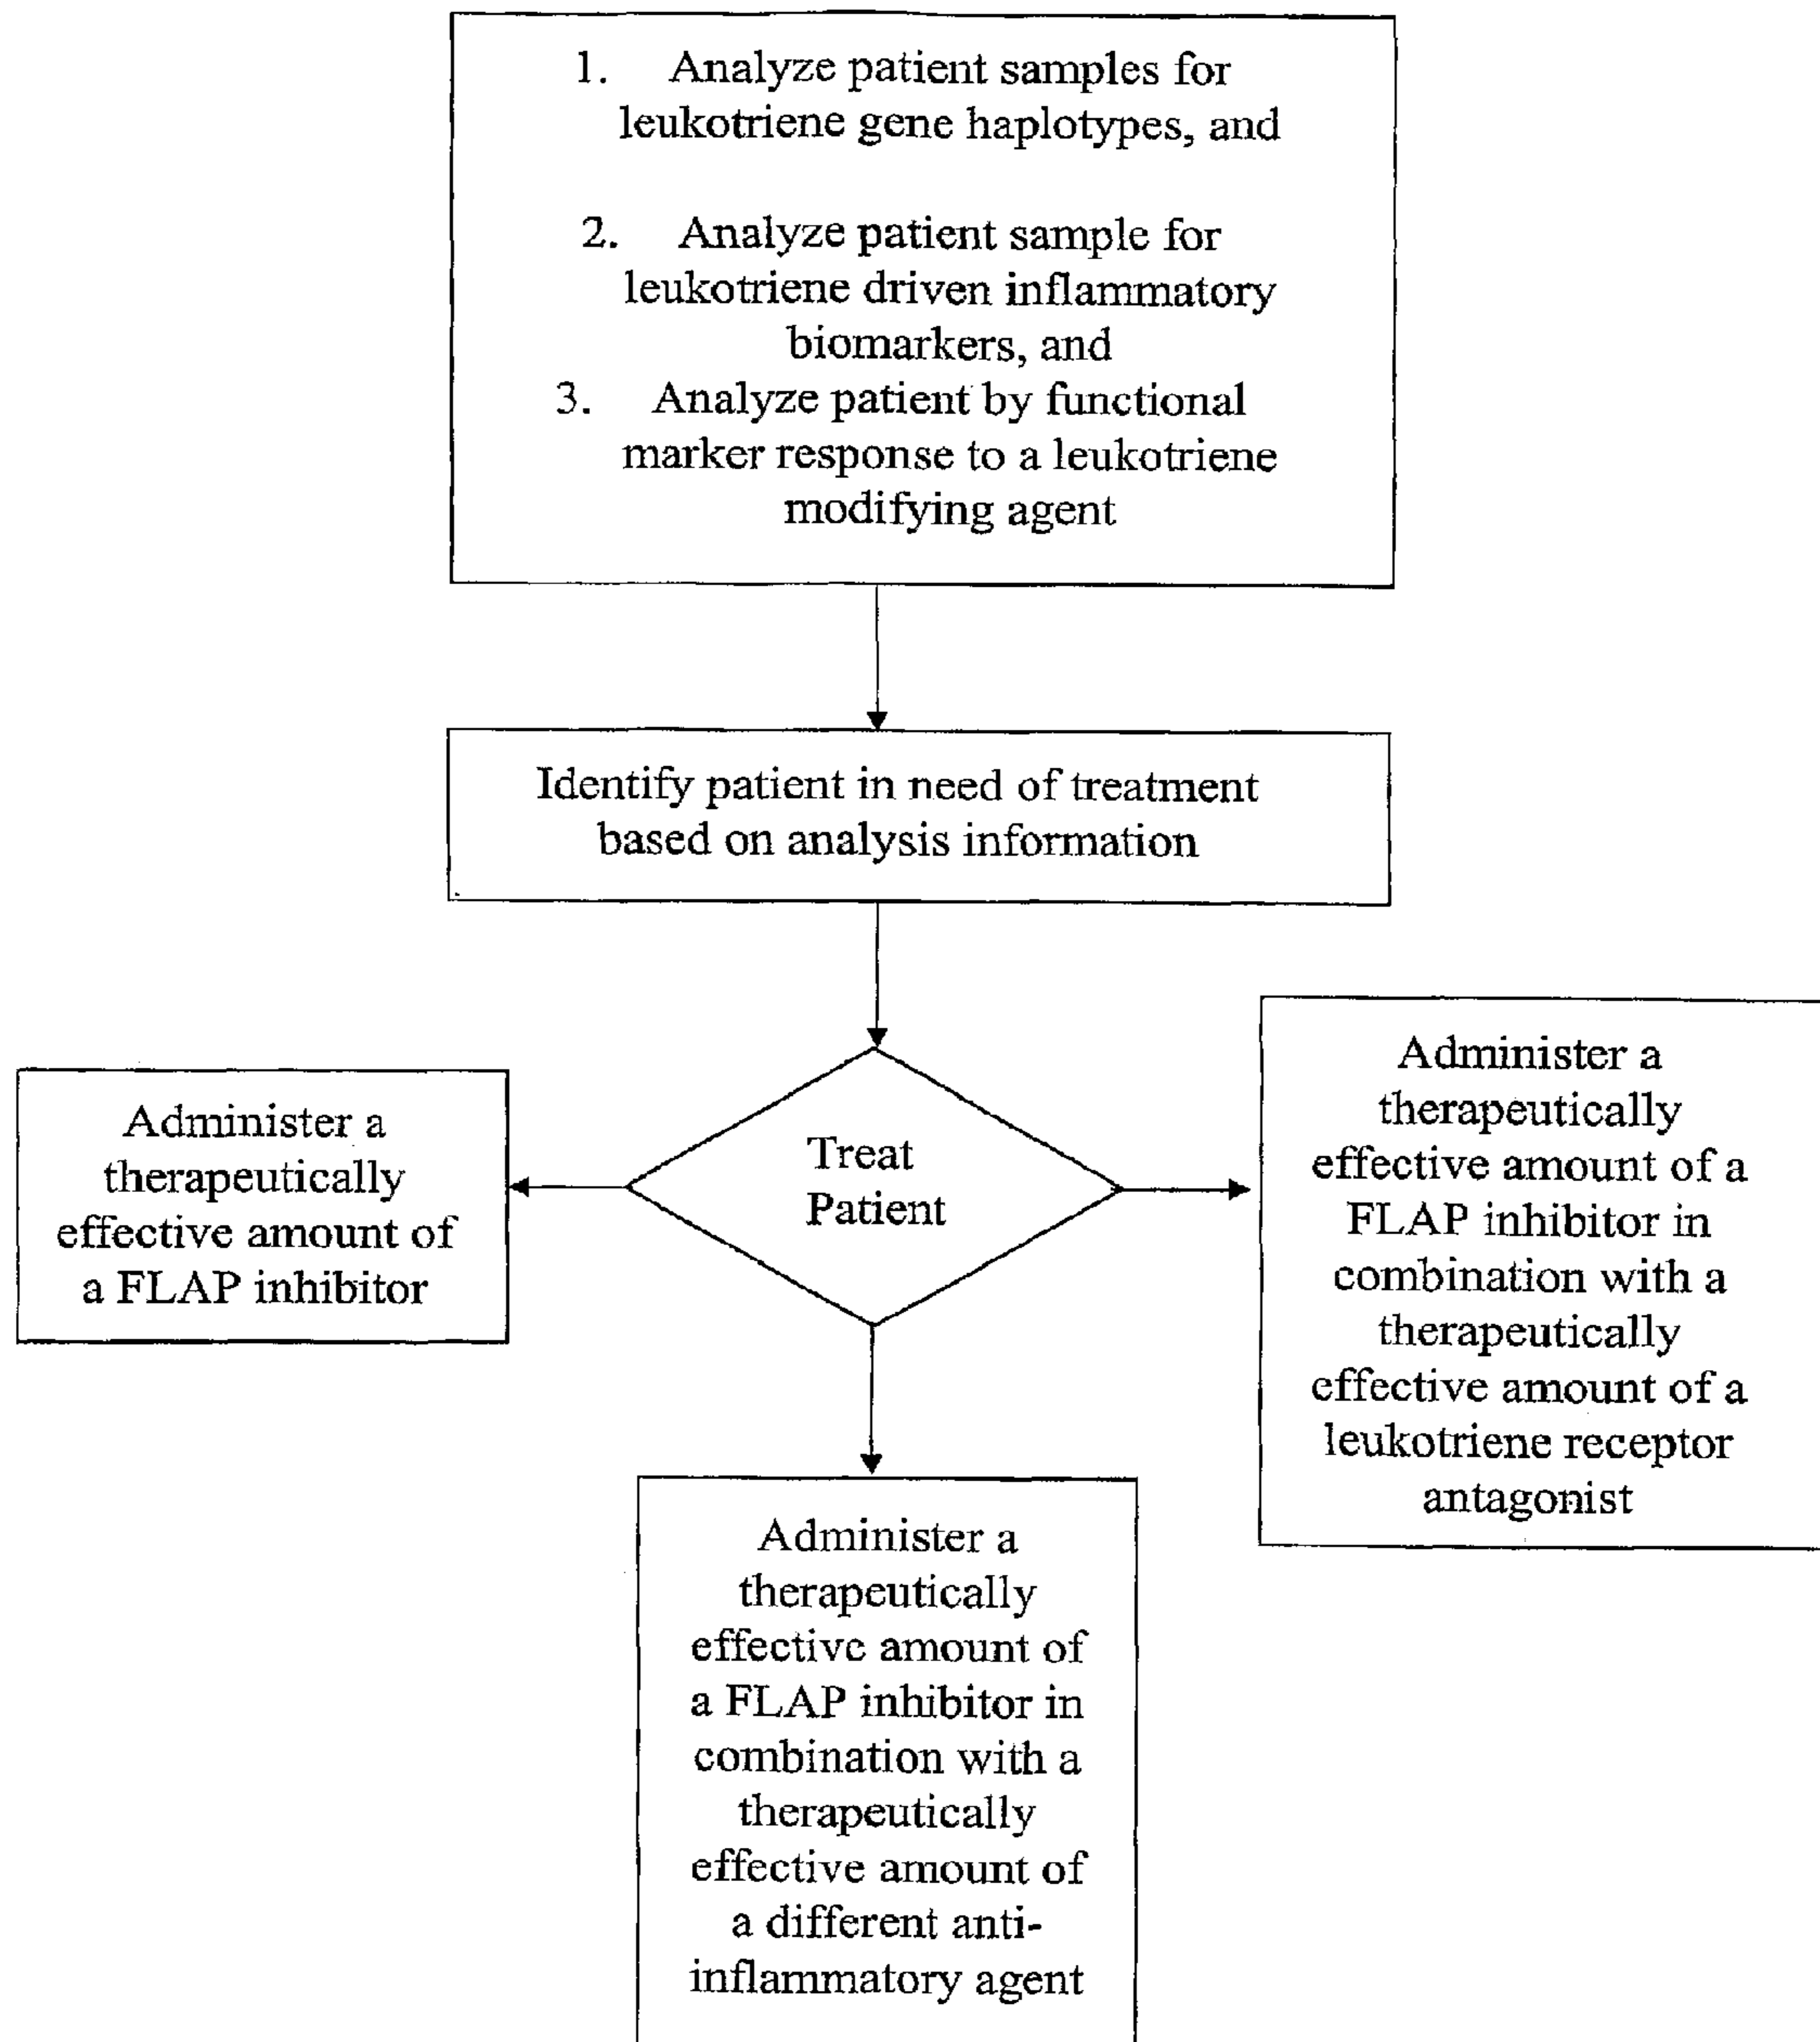 1. Analyze patient samples for
leukotriene gene haplotypes, and
2. Analyze patient sample for
leukotriene driven inflammatory
biomarkers, and
3. Analyze patient by functional
marker response to a leukotriene
modifying agent
Identify patient in need of treatment
based on analysis information
Treat
Patient
Administer a
therapeutically
effective amount of
a FLAP inhibitor
Administer a
therapeutically
effective amount of a
FLAP inhibitor in
combination with a
therapeutically
effective amount of a
leukotriene receptor
antagonist
Administer a
therapeutically
effective amount of
a FLAP inhibitor in
combination with a
therapeutically
effective amount of
a different anti-
inflammatory agent